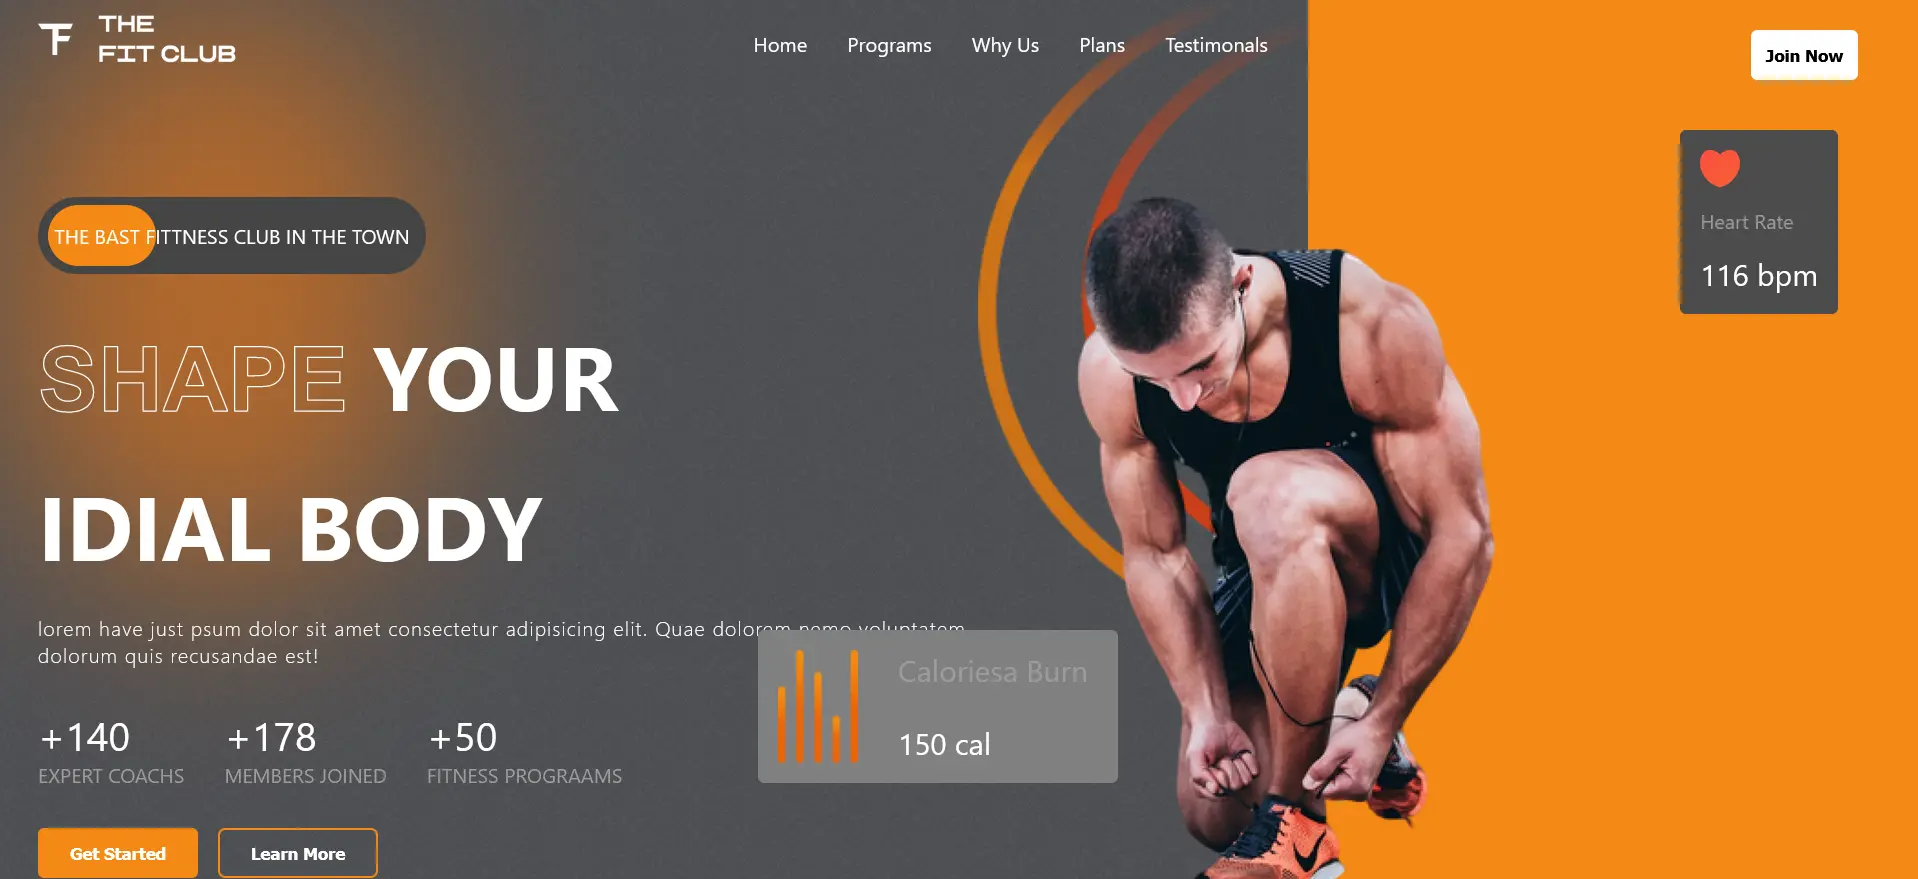 THE
FIT CLUB
Home
Programs
Why Us
Plans
Testimonals
Join Now
Heart Rate
116 bpm
THE BAST FITTNESS CLUB IN THE TOWN
SHAPE YOUR
IDIAL BODY
lorem have just psum dolor sit amet consectetur adipisicing elit. Quae dolorem nemo voluptatem
dolorum quis recusandae est!
Caloriesa Burn
150 cal
+140
EXPERT COACHS
+178
MEMBERS JOINED
+50
FITNESS PROGRAAMS
Get Started
Learn More